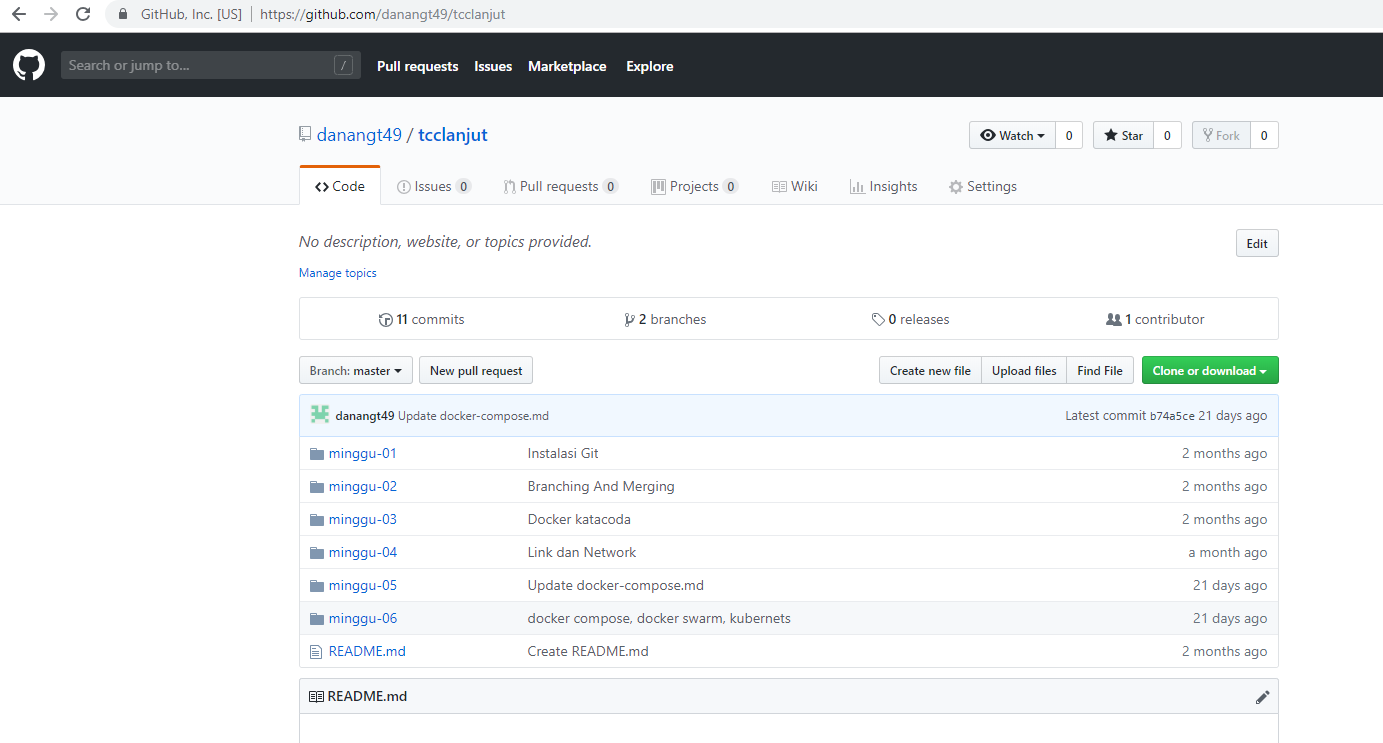 GitHub, Inc. [US] | https://github.com/danangt49/tcclanjut
Search or jump to... / Pull requests Issues Marketplace Explore
danangt49 / tcclanjut Watch 0 Star 0 Fork 0
Code Issues 0 Pull requests 0 Projects 0 Wiki Insights Settings
No description, website, or topics provided. Edit
Manage topics
11 commits 2 branches 0 releases 1 contributor
Branch: master New pull request Create new file Upload files Find File Clone or download
danangt49 Update docker-compose.md Latest commit b74a5ce 21 days ago
minggu-01 Instalasi Git 2 months ago
minggu-02 Branching And Merging 2 months ago
minggu-03 Docker katacoda 2 months ago
minggu-04 Link dan Network a month ago
minggu-05 Update docker-compose.md 21 days ago
minggu-06 docker compose, docker swarm, kubernets 21 days ago
README.md Create README.md 2 months ago
README.md